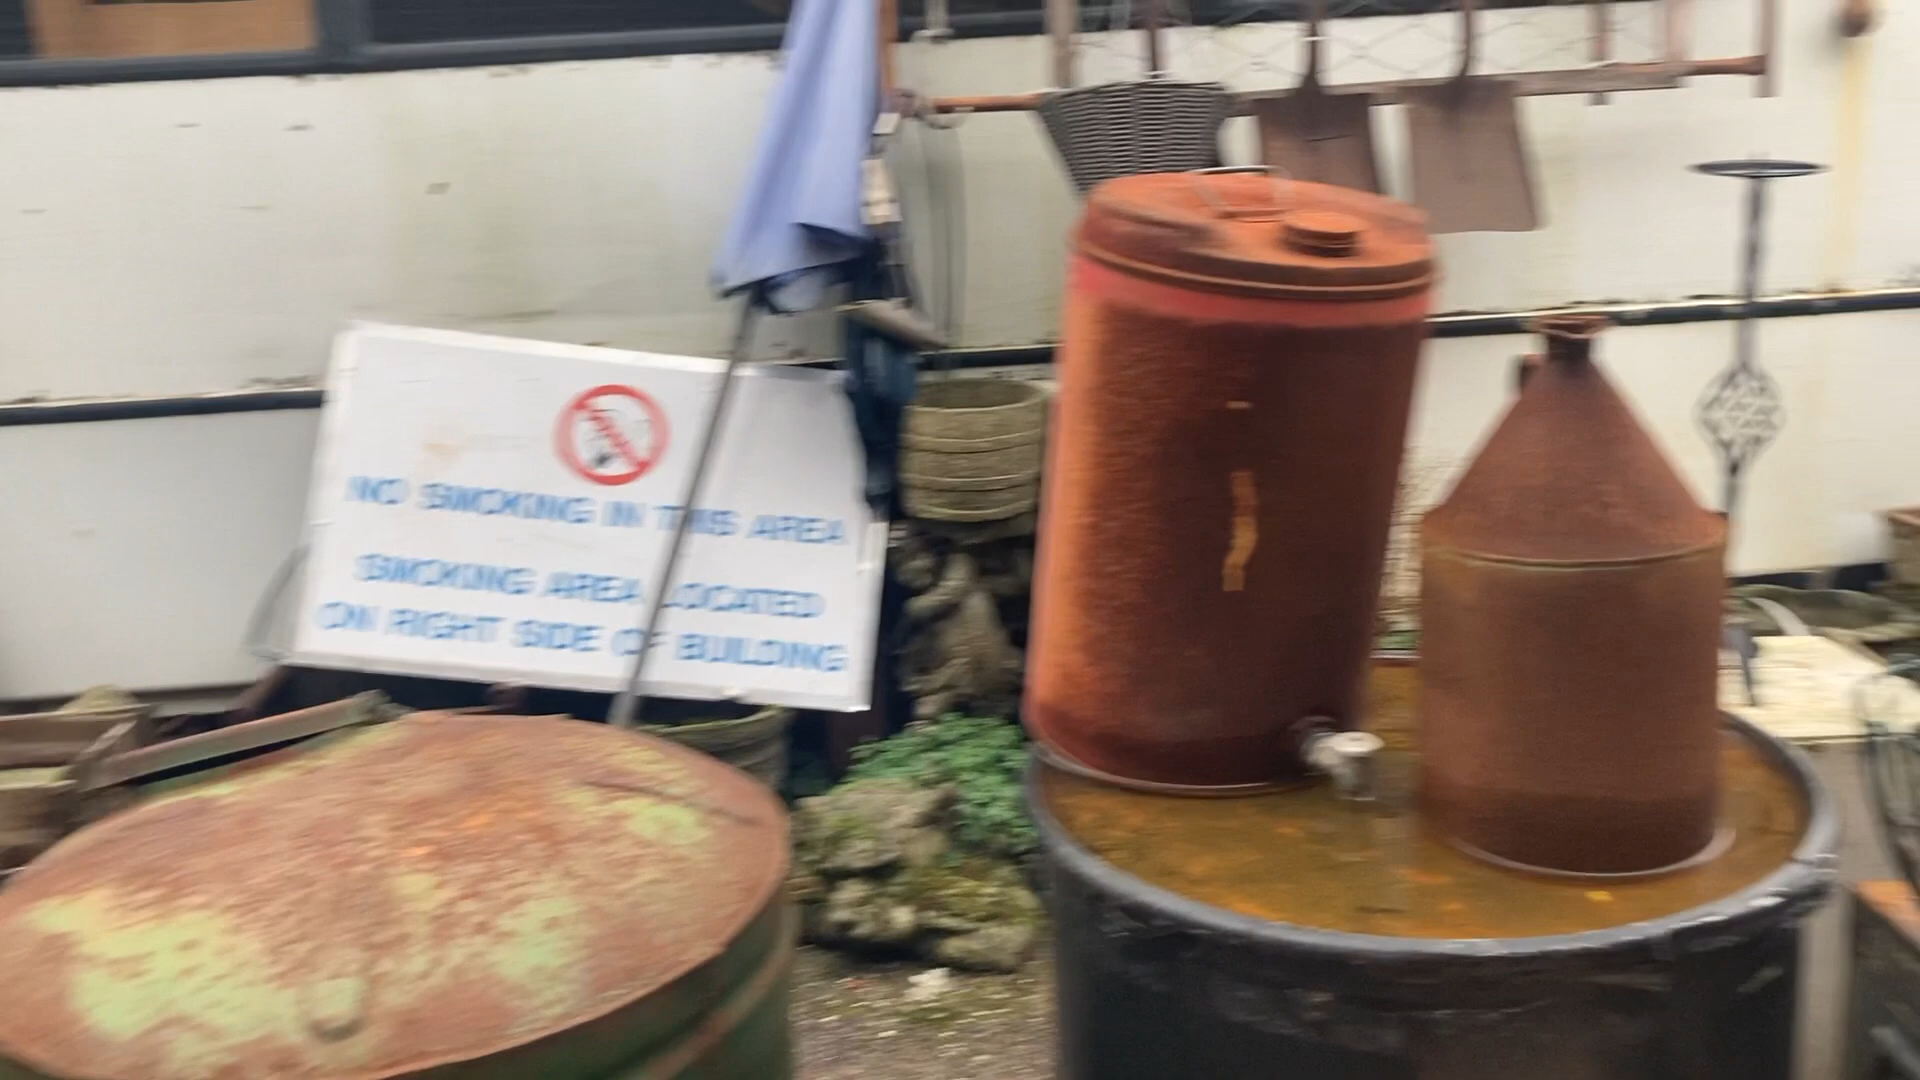 NO SMOKING IN THIS AREA
SMOKING AREA LOCATED
ON RIGHT SIDE OF BUILDING